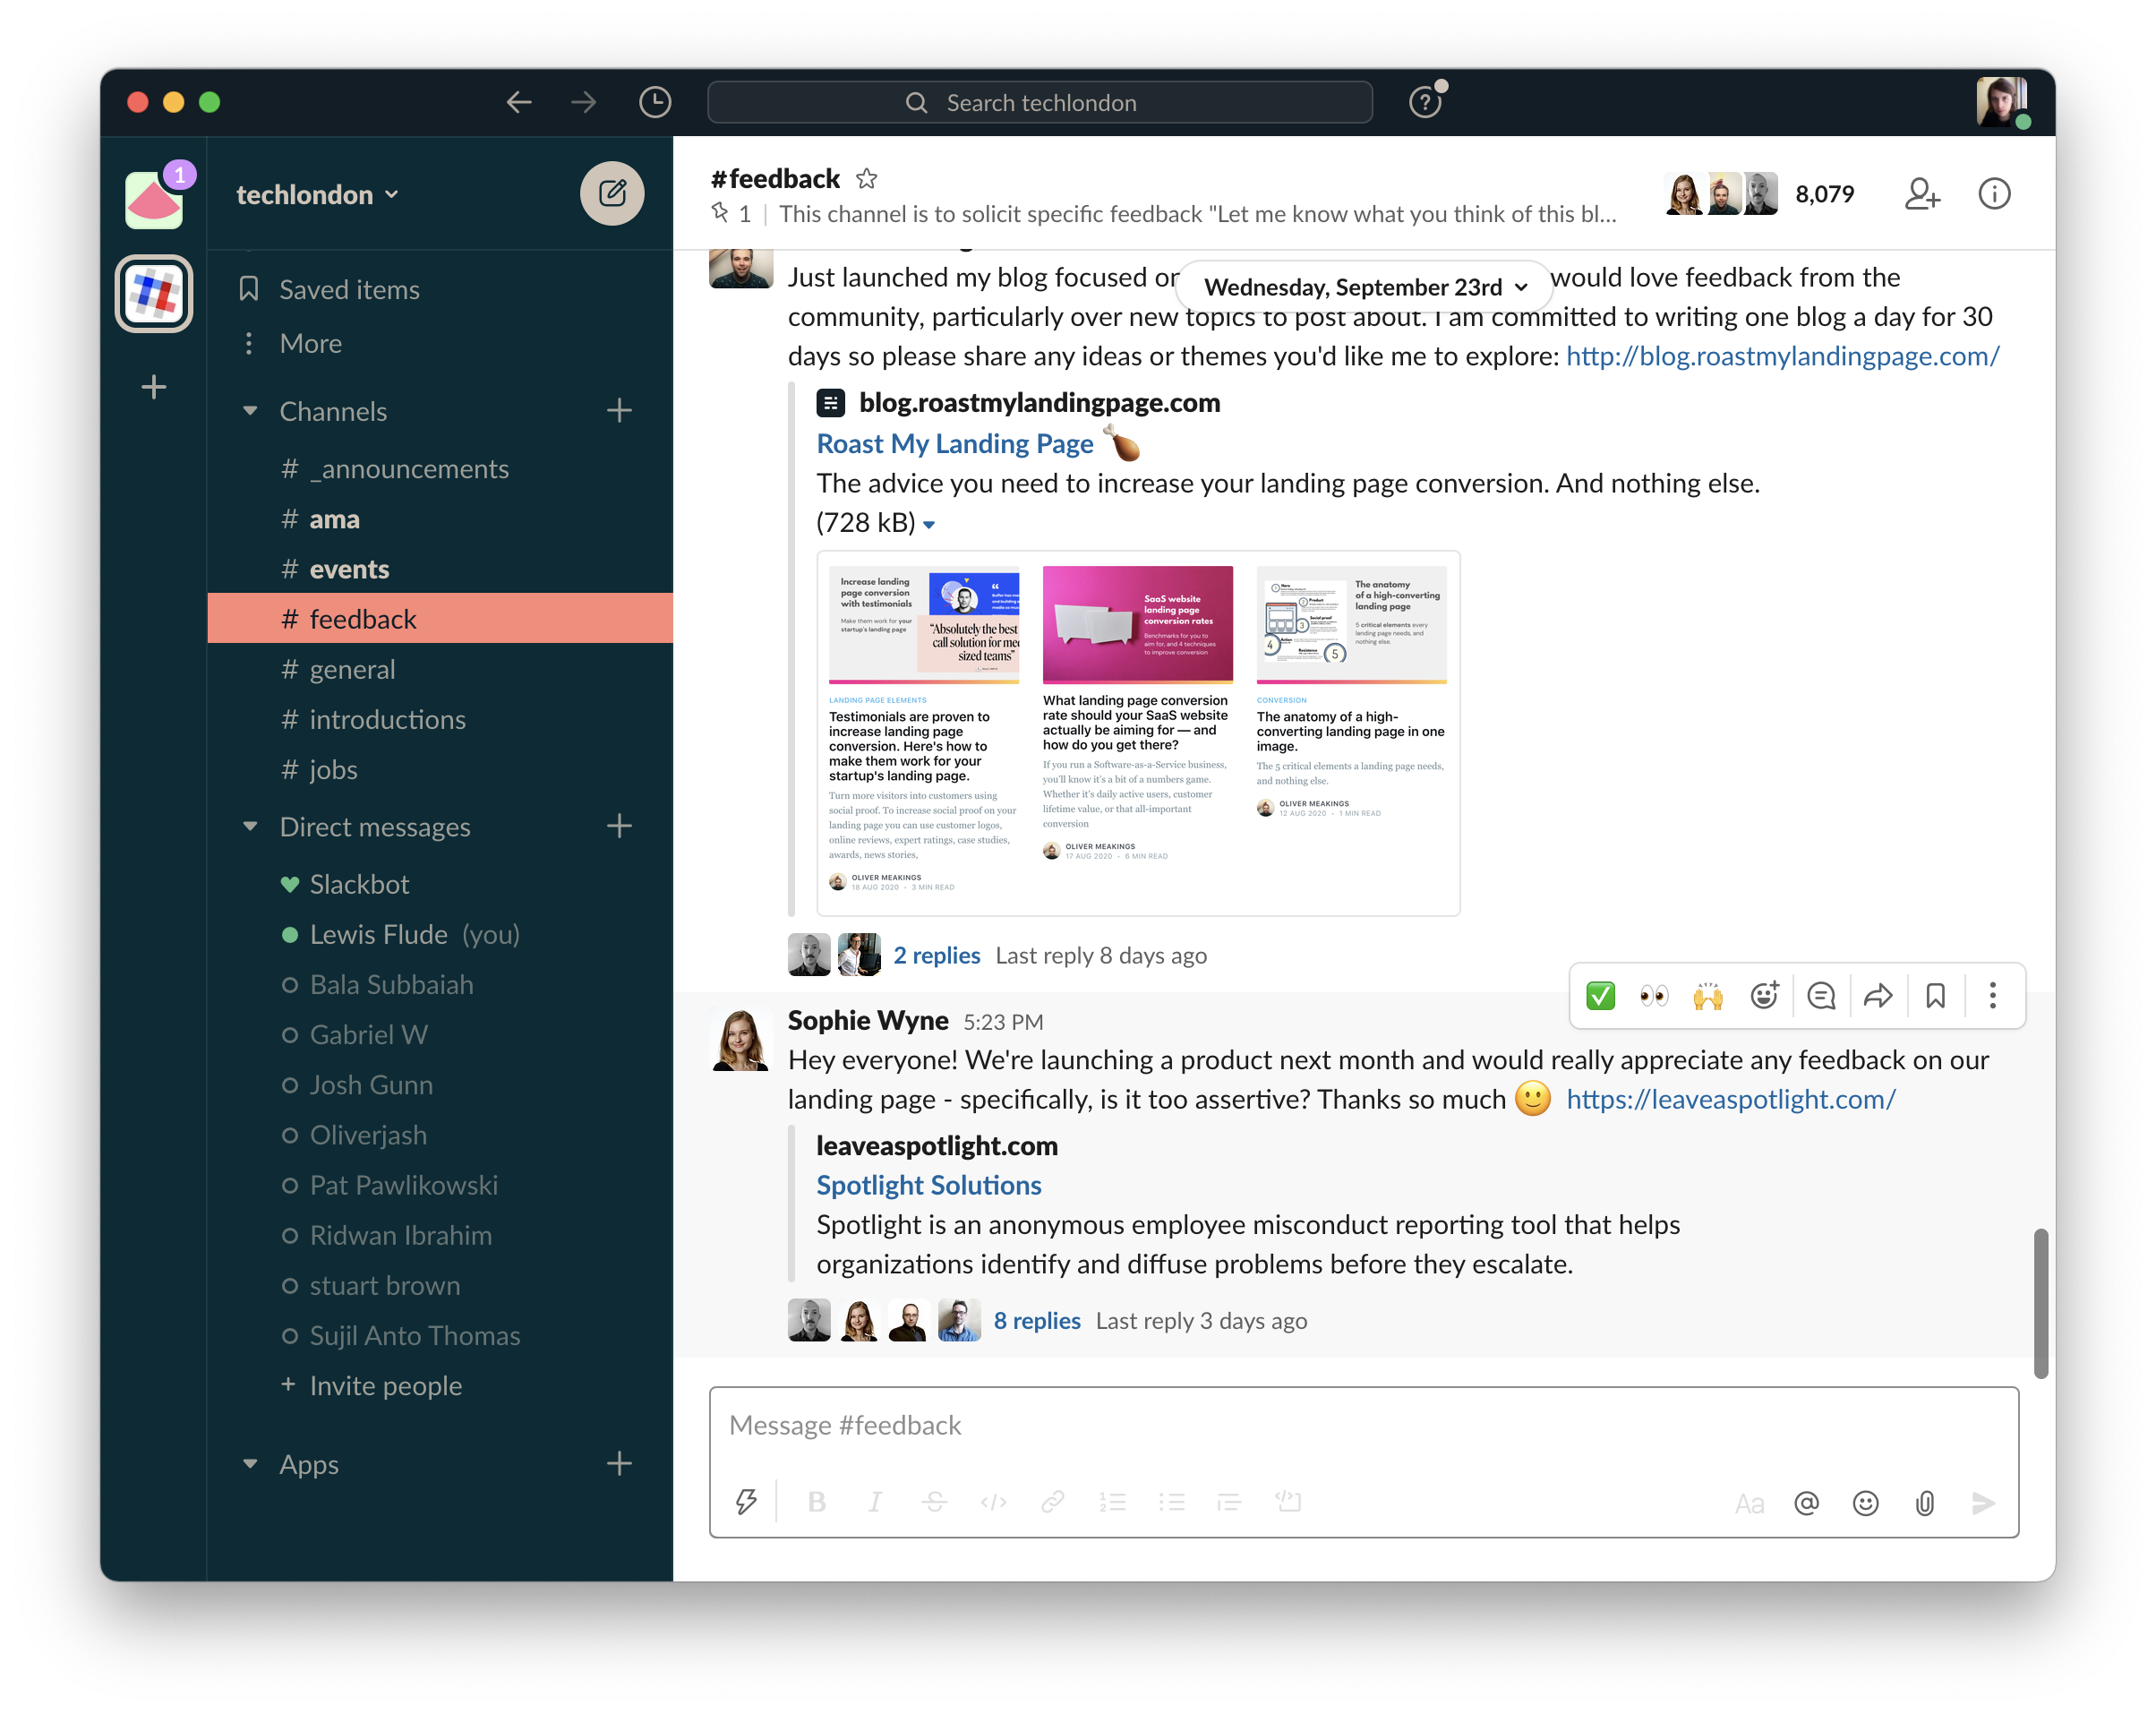 Search techlondon
1
techlondon
Saved items
More
Channels
# _announcements
# ama
# events
# feedback
# general
# introductions
# jobs
Direct messages
Slackbot
Lewis Flude (you)
Bala Subbaiah
Gabriel W
Josh Gunn
Oliverjash
Pat Pawlikowski
Ridwan Ibrahim
stuart brown
Sujil Anto Thomas
+ Invite people
Apps
#feedback
1 | This channel is to solicit specific feedback "Let me know what you think of this bl...
8,079
Wednesday, September 23rd
Just launched my blog focused or would love feedback from the
community, particularly over new topics to post about. I am committed to writing one blog a day for 30
days so please share any ideas or themes you'd like me to explore: http://blog.roastmylandingpage.com/
blog.roastmylandingpage.com
Roast My Landing Page 🍗
The advice you need to increase your landing page conversion. And nothing else.
(728 kB)
Increase landing
page conversion
with testimonials
Make them work for your
startup's landing page
"Absolutely the best
call solution for me
sized teams"
LANDING PAGE ELEMENTS
Testimonials are proven to
increase landing page
conversion. Here's how to
make them work for your
startup's landing page.
Turn more visitors into customers using
social proof. To increase social proof on your
landing page you can use customer logos,
online reviews, expert ratings, case studies,
awards, news stories,
OLIVER MEAKINGS
18 AUG 2020 • 3 MIN READ
SaaS website
landing page
conversion rates
Benchmarks for you to
aim for, and 4 techniques
to improve conversion
What landing page conversion
rate should your SaaS website
actually be aiming for — and
how do you get there?
If you run a Software-as-a-Service business,
you'll know it's a bit of a numbers game.
Whether it's daily active users, customer
lifetime value, or that all-important
conversion
OLIVER MEAKINGS
17 AUG 2020 • 6 MIN READ
Hero
Product
Social proof
3
4
Action
5
The anatomy
of a high-converting
landing page
5 critical elements every
landing page needs, and
nothing else.
CONVERSION
The anatomy of a high-
converting landing page in one
image.
The 5 critical elements a landing page needs,
and nothing else.
OLIVER MEAKINGS
12 AUG 2020 • 1 MIN READ
2 replies Last reply 8 days ago
Sophie Wyne 5:23 PM
Hey everyone! We're launching a product next month and would really appreciate any feedback on our
landing page - specifically, is it too assertive? Thanks so much 🙂 https://leaveaspotlight.com/
leaveaspotlight.com
Spotlight Solutions
Spotlight is an anonymous employee misconduct reporting tool that helps
organizations identify and diffuse problems before they escalate.
8 replies Last reply 3 days ago
Message #feedback
B I S </> Aa @